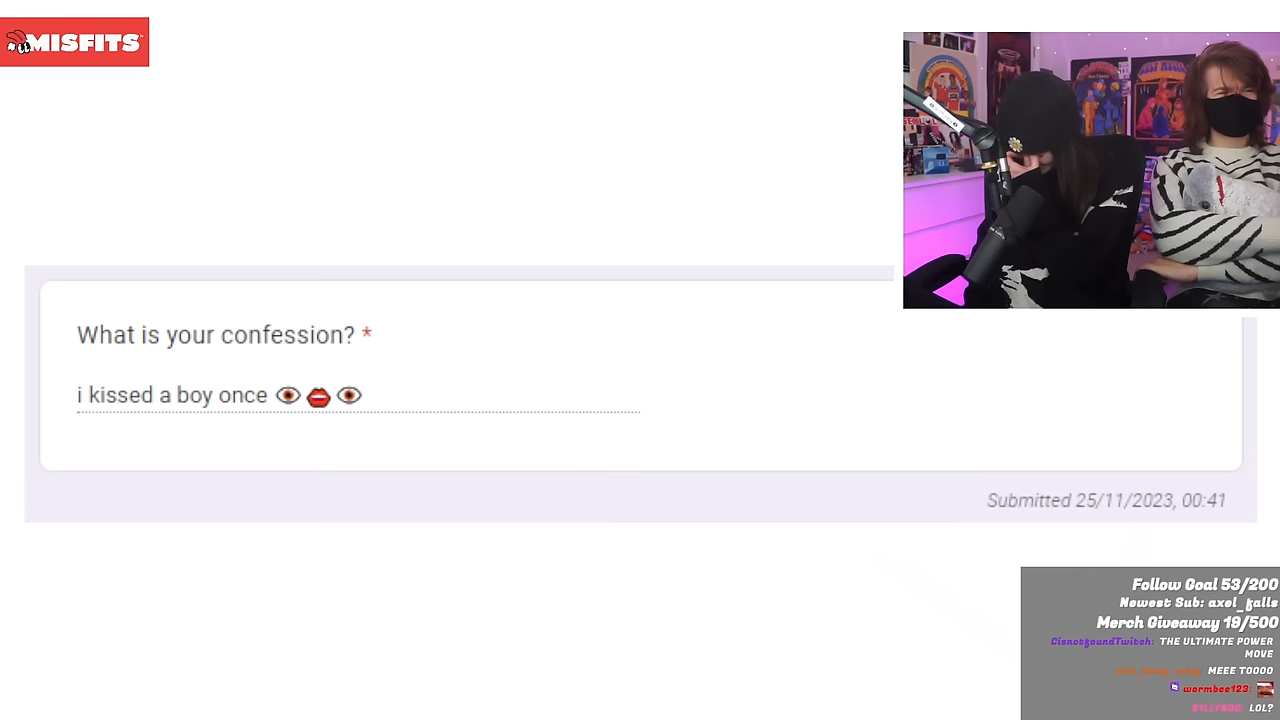 MISFITS
What is your confession? *
i kissed a boy once 👁👄👁
Submitted 25/11/2023, 00:41
Follow Goal 53/200
Newest Sub: axel_falls
Merch Giveaway 19/500
CisnotfoundTwitch: THE ULTIMATE POWER
MOVE
MEEE TOOOO
wormbee123:
LOL?